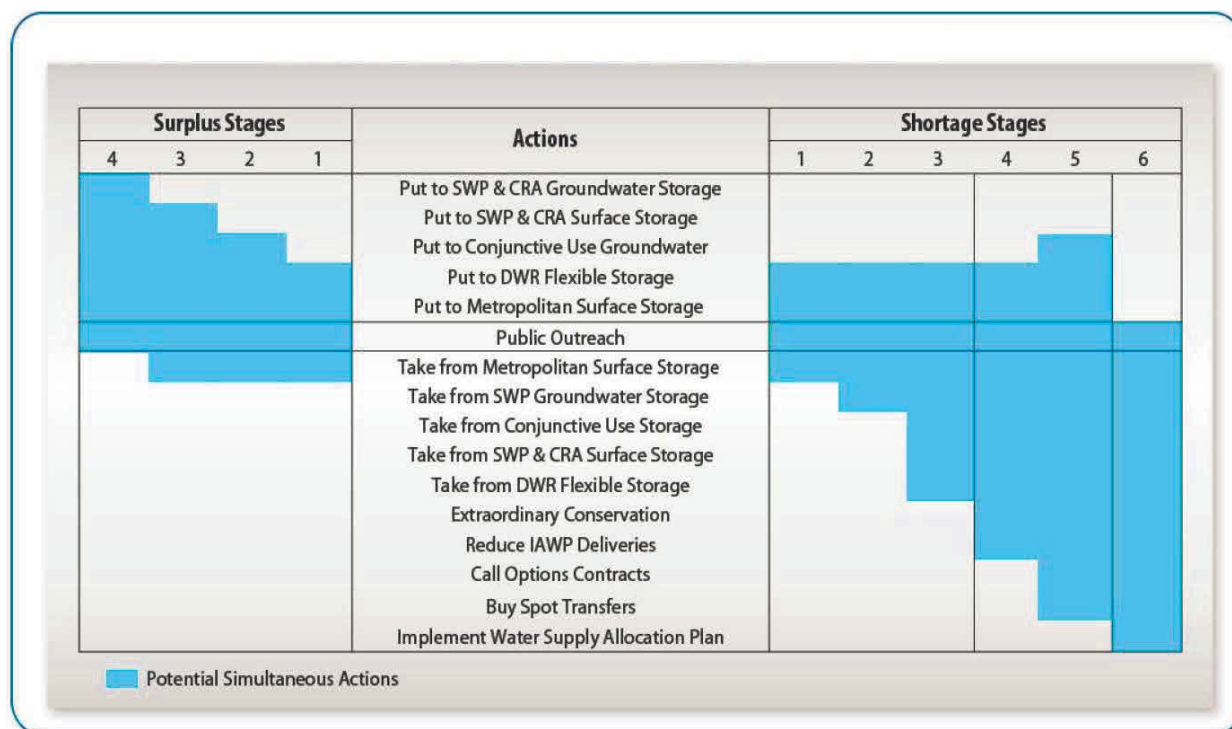 Surplus Stages Actions Shortage Stages
4 3 2 1 1 2 3 4 5 6
Put to SWP & CRA Groundwater Storage
Put to SWP & CRA Surface Storage
Put to Conjunctive Use Groundwater
Put to DWR Flexible Storage
Put to Metropolitan Surface Storage
Public Outreach
Take from Metropolitan Surface Storage
Take from SWP Groundwater Storage
Take from Conjunctive Use Storage
Take from SWP & CRA Surface Storage
Take from DWR Flexible Storage
Extraordinary Conservation
Reduce IAWP Deliveries
Call Options Contracts
Buy Spot Transfers
Implement Water Supply Allocation Plan
Potential Simultaneous Actions